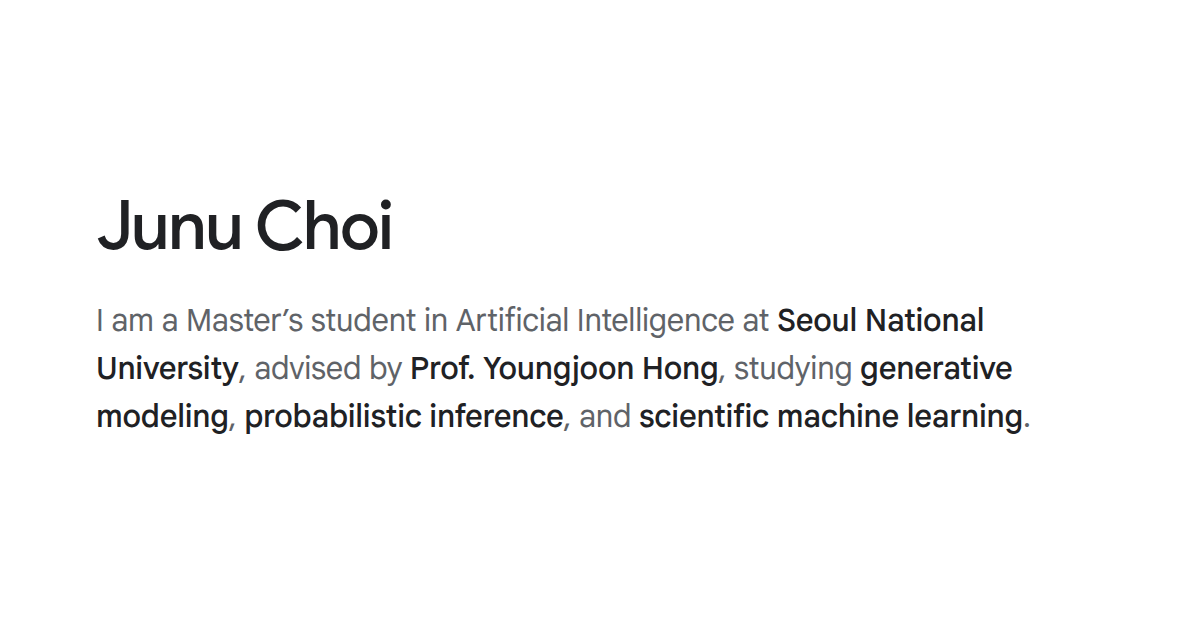 Junu Choi
I am a Master’s student in Artificial Intelligence at Seoul National
University, advised by Prof. Youngjoon Hong, studying generative
modeling, probabilistic inference, and scientific machine learning.